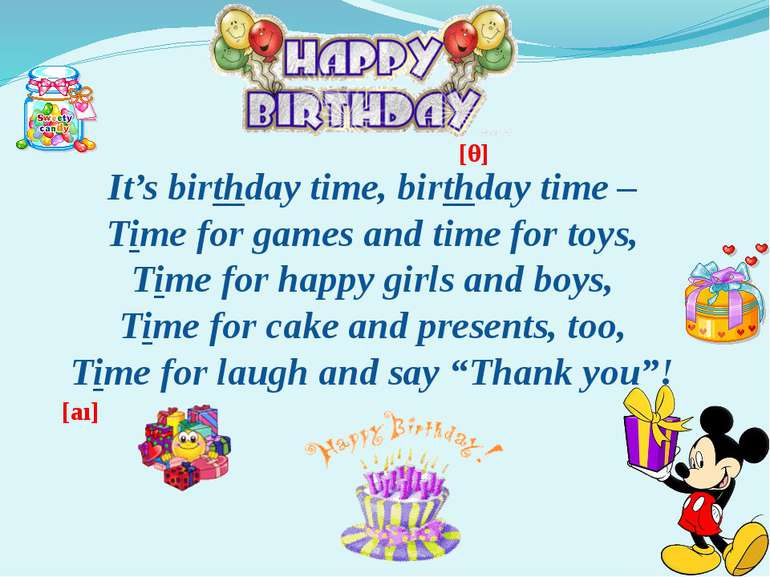 HAPPY
BIRTHDAY
Sweety
candy
[θ]
It’s birthday time, birthday time –
Time for games and time for toys,
Time for happy girls and boys,
Time for cake and presents, too,
Time for laugh and say “Thank you”!
[aı]
Happy Birthday!